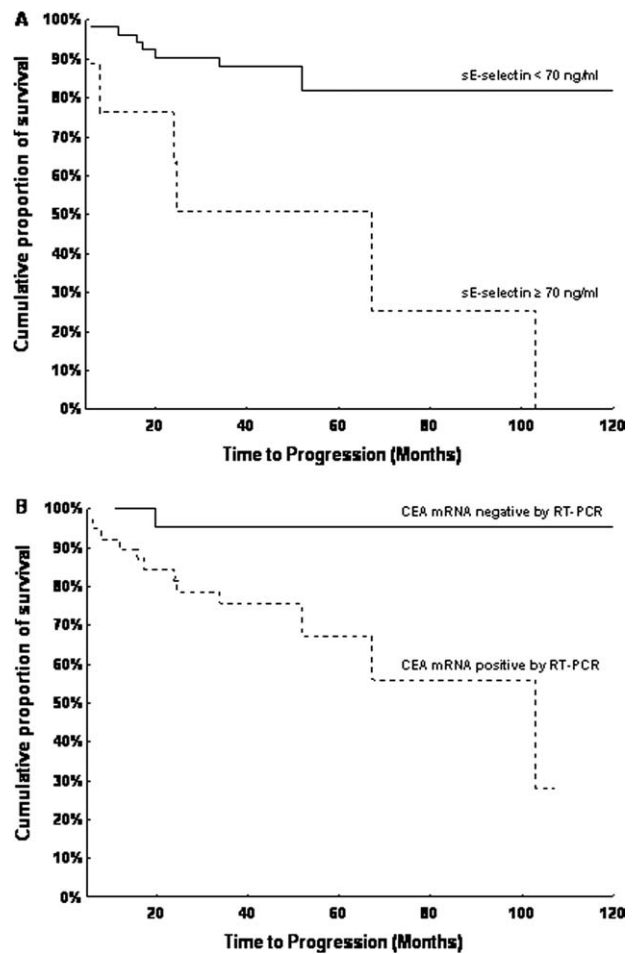 A
100%
90%
80%
70%
60%
50%
40%
30%
20%
10%
0%
Cumulative proportion of survival
sE-selectin < 70 ng/ml
sE-selectin ≥ 70 ng/ml
20 40 60 80 100 120
Time to Progression (Months)
B
100%
90%
80%
70%
60%
50%
40%
30%
20%
10%
0%
Cumulative proportion of survival
CEA mRNA negative by RT-PCR
CEA mRNA positive by RT-PCR
20 40 60 80 100 120
Time to Progression (Months)